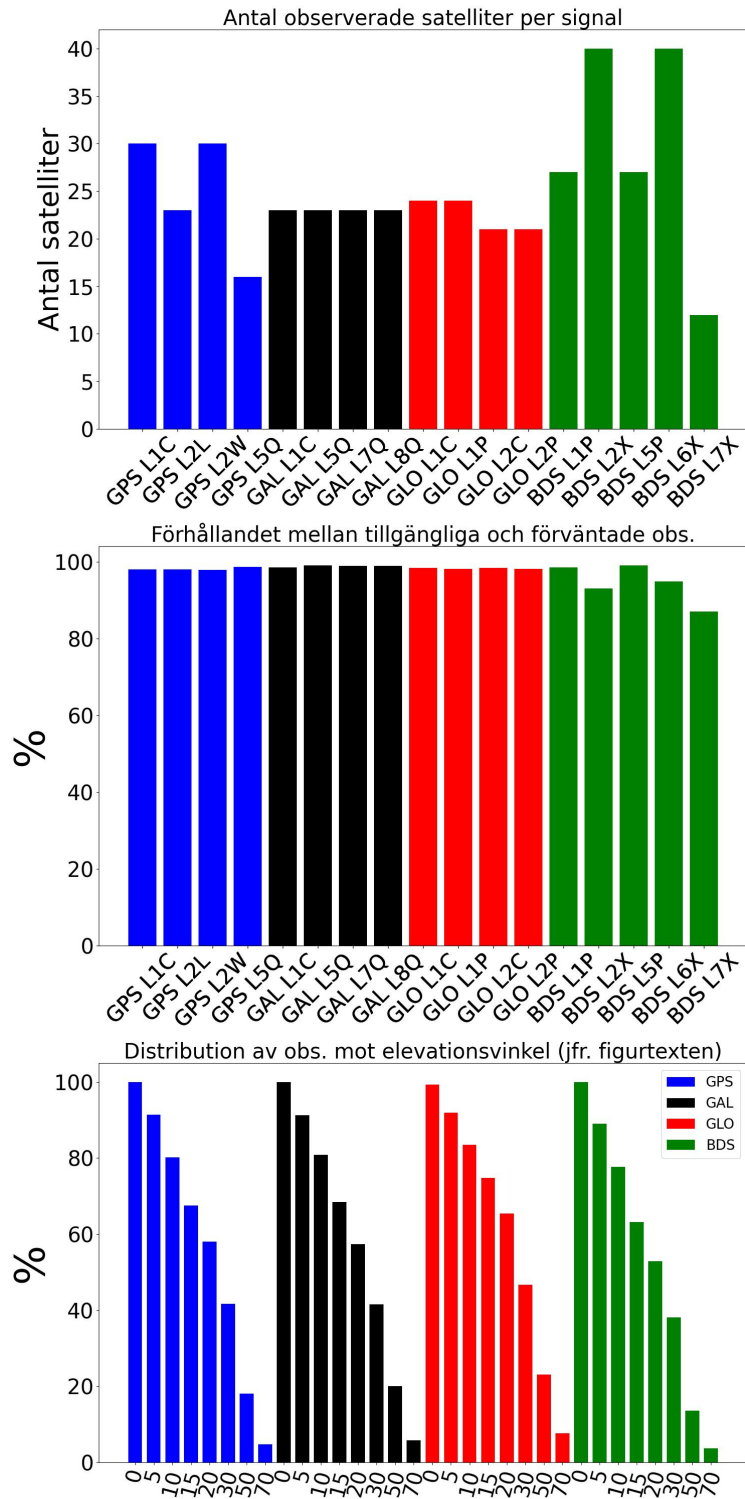 Antal observerade satelliter per signal
Antal satelliter
40
35
30
25
20
15
10
5
0
GPS L1C
GPS L2L
GPS L2W
GPS L5Q
GAL L1C
GAL L5Q
GAL L7Q
GAL L8Q
GLO L1C
GLO L1P
GLO L2C
GLO L2P
BDS L1P
BDS L2X
BDS L5P
BDS L6X
BDS L7X
Förhållandet mellan tillgängliga och förväntade obs.
%
100
80
60
40
20
0
GPS L1C
GPS L2L
GPS L2W
GPS L5Q
GAL L1C
GAL L5Q
GAL L7Q
GAL L8Q
GLO L1C
GLO L1P
GLO L2C
GLO L2P
BDS L1P
BDS L2X
BDS L5P
BDS L6X
BDS L7X
Distribution av obs. mot elevationsvinkel (jfr. figurtexten)
%
100
80
60
40
20
0
GPS
GAL
GLO
BDS
0 5 10 15 20 30 50 70 0 5 10 15 20 30 50 70 0 5 10 15 20 30 50 70 0 5 10 15 20 30 50 70